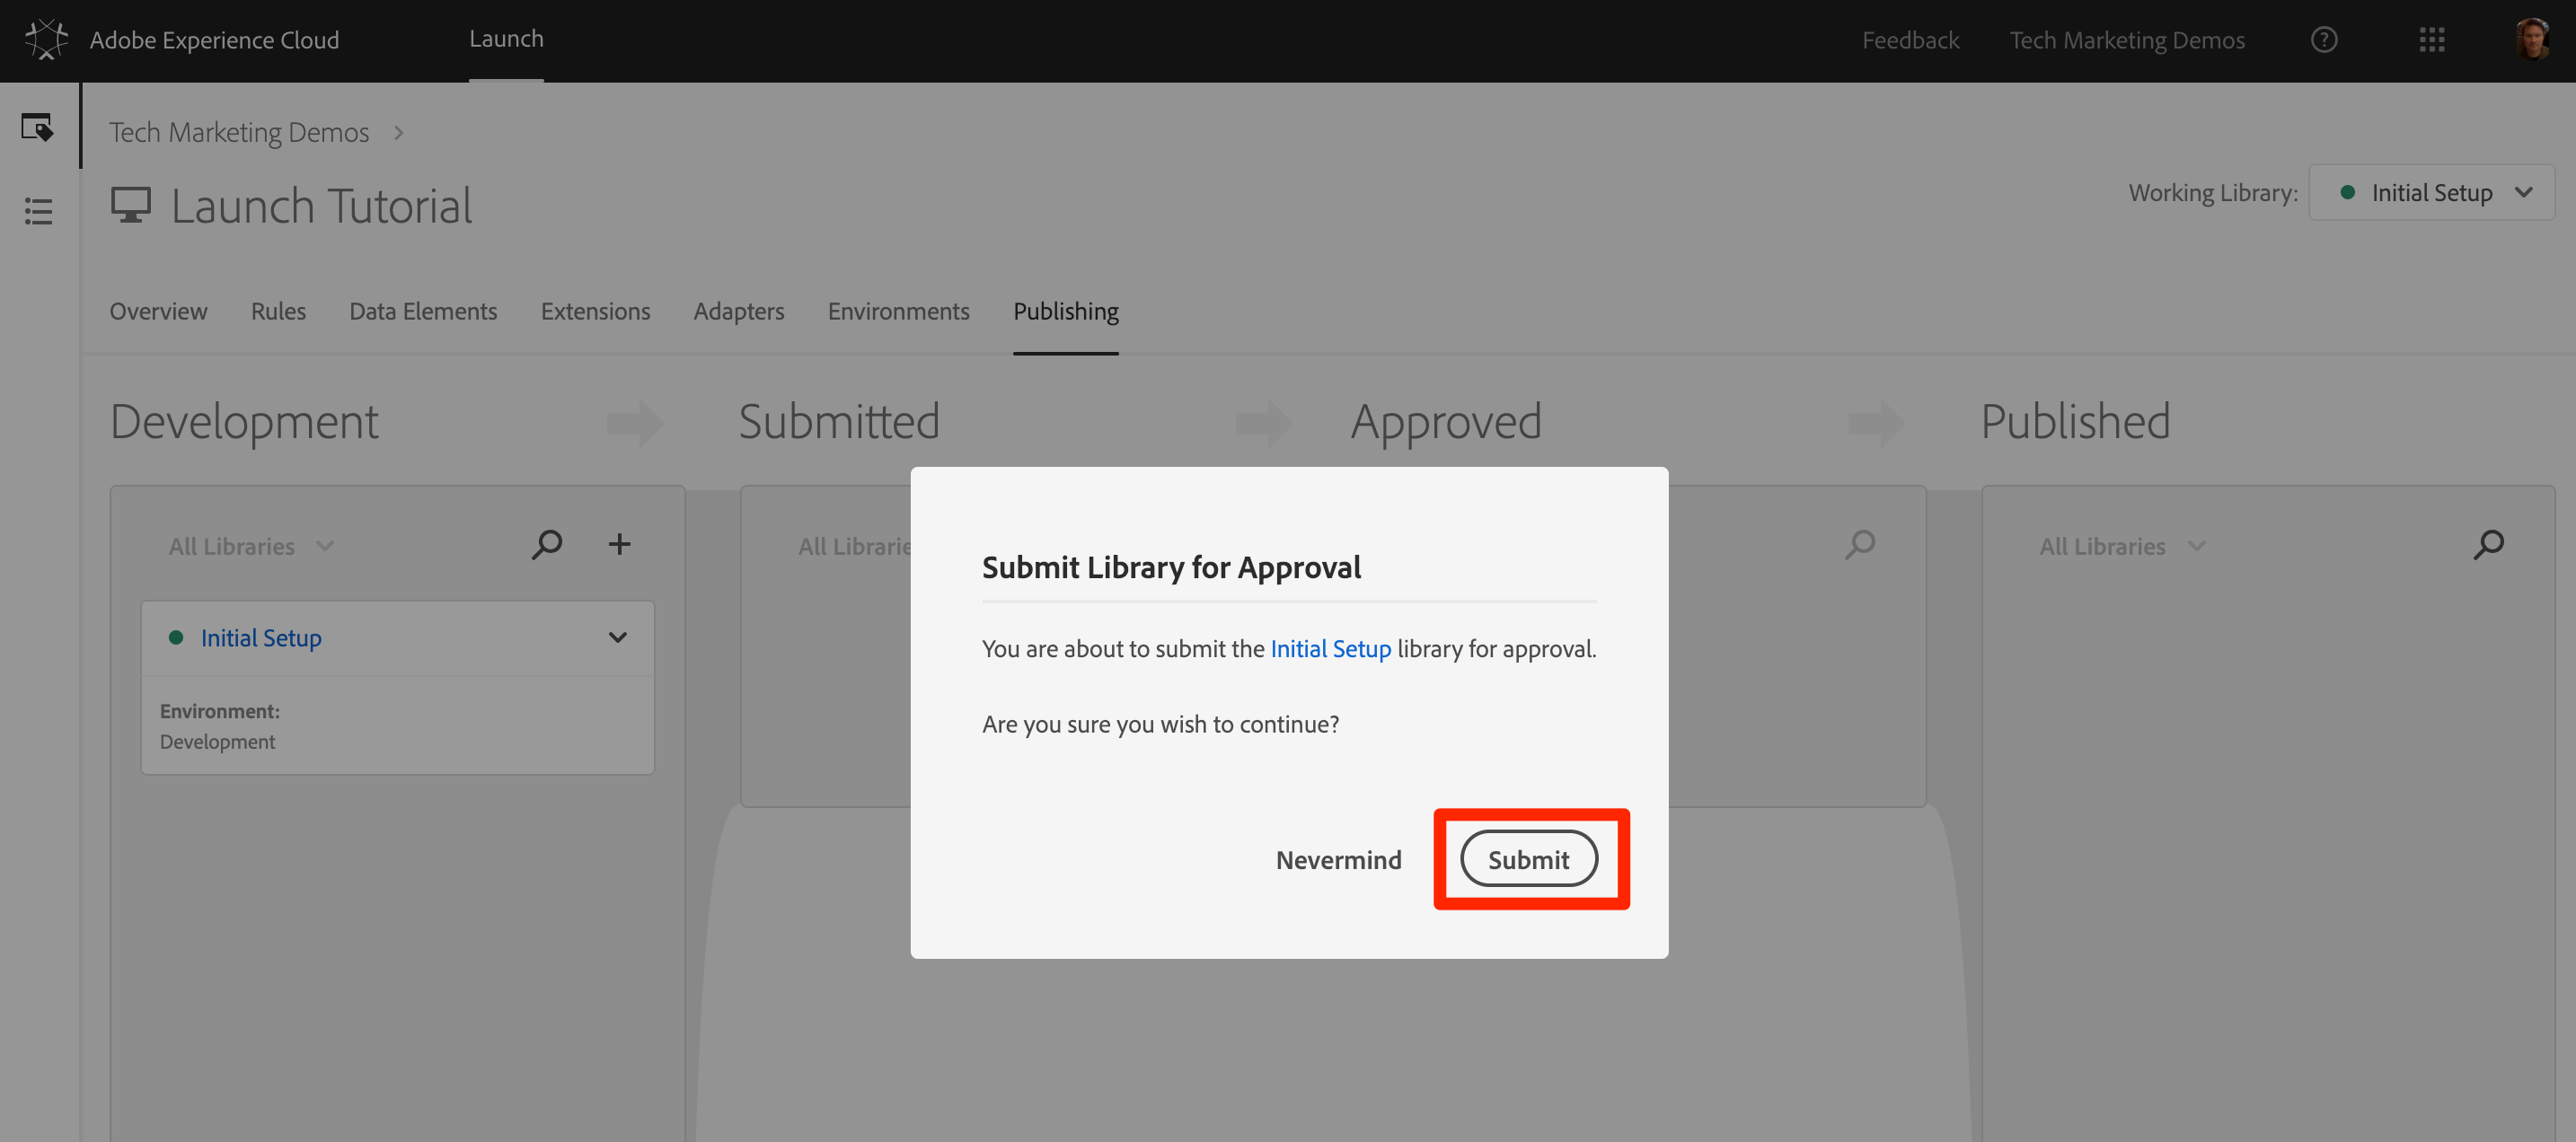 Adobe Experience Cloud
Launch
Feedback
Tech Marketing Demos
Tech Marketing Demos
Launch Tutorial
Working Library:
Initial Setup
Overview
Rules
Data Elements
Extensions
Adapters
Environments
Publishing
Development
Submitted
Approved
Published
All Libraries
All Librarie
All Libraries
Initial Setup
Environment:
Development
Submit Library for Approval
You are about to submit the Initial Setup library for approval.
Are you sure you wish to continue?
Nevermind
Submit